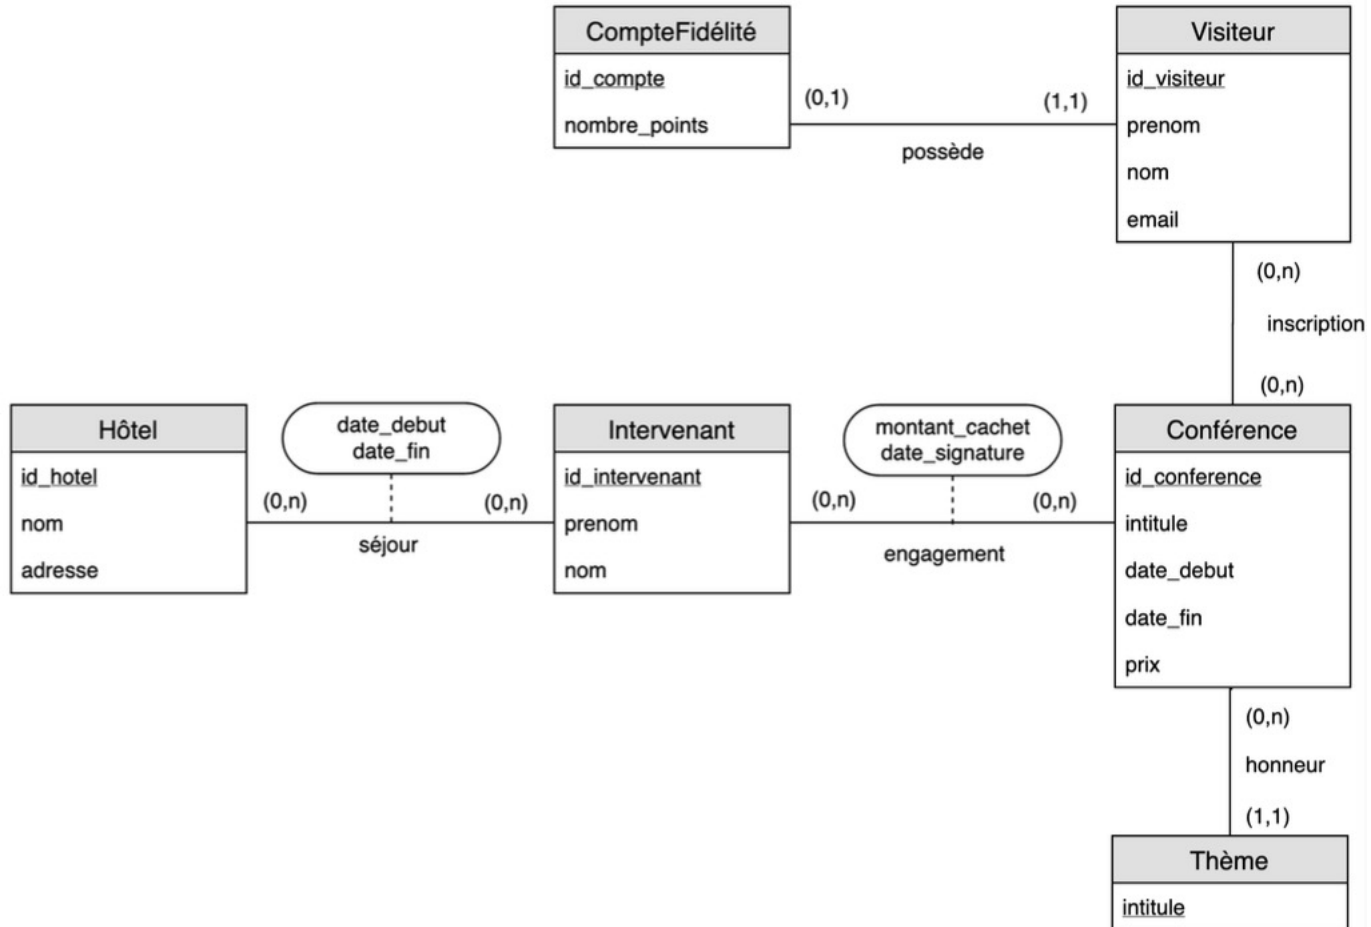 CompteFidélité
id_compte
nombre_points
(0,1)
(1,1)
possède
Visiteur
id_visiteur
prenom
nom
email
(0,n)
inscription
(0,n)
Hôtel
id_hotel
nom
adresse
date_debut
date_fin
(0,n)
(0,n)
séjour
Intervenant
id_intervenant
prenom
nom
montant_cachet
date_signature
(0,n)
(0,n)
engagement
Conférence
id_conference
intitule
date_debut
date_fin
prix
(0,n)
honneur
(1,1)
Thème
intitule